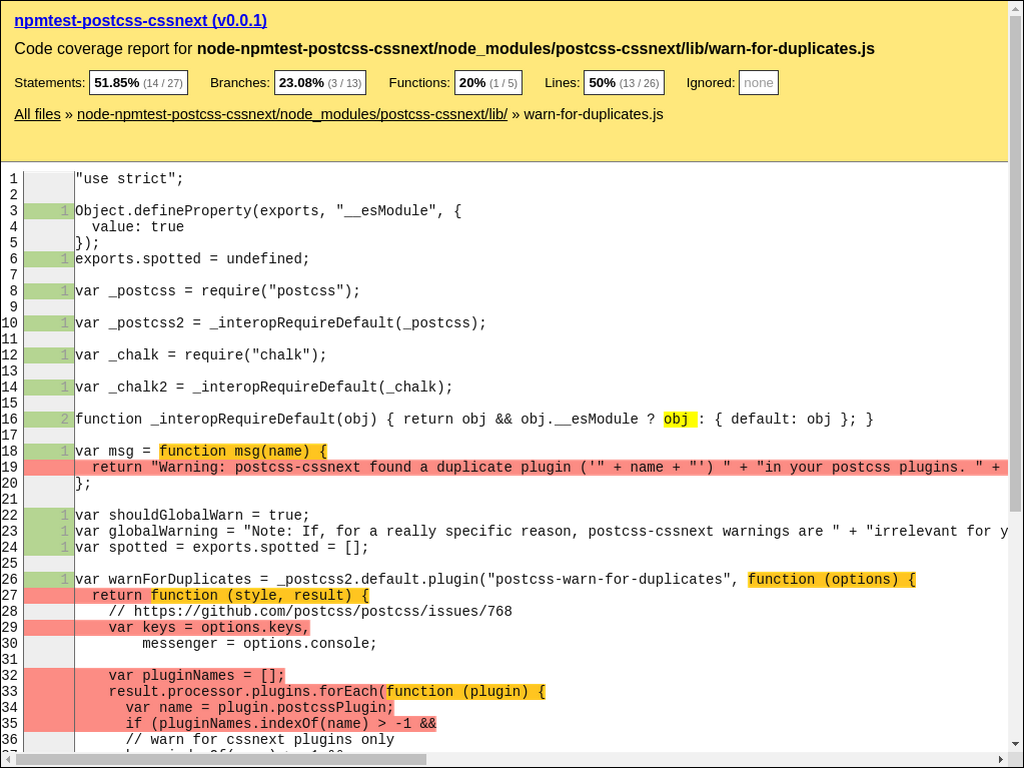 npmtest-postcss-cssnext (v0.0.1)
Code coverage report for node-npmtest-postcss-cssnext/node_modules/postcss-cssnext/lib/warn-for-duplicates.js
Statements: 51.85% (14 / 27) Branches: 23.08% (3 / 13) Functions: 20% (1 / 5) Lines: 50% (13 / 26) Ignored: none
All files » node-npmtest-postcss-cssnext/node_modules/postcss-cssnext/lib/ » warn-for-duplicates.js
1 "use strict";
2
3 1 Object.defineProperty(exports, "__esModule", {
4   value: true
5 });
6 1 exports.spotted = undefined;
7
8 1 var _postcss = require("postcss");
9
10 1 var _postcss2 = _interopRequireDefault(_postcss);
11
12 1 var _chalk = require("chalk");
13
14 1 var _chalk2 = _interopRequireDefault(_chalk);
15
16 2 function _interopRequireDefault(obj) { return obj && obj.__esModule ? obj : { default: obj }; }
17
18 1 var msg = function msg(name) {
19   return "Warning: postcss-cssnext found a duplicate plugin ('" + name + "') " + "in your postcss plugins. " +
20 };
21
22 1 var shouldGlobalWarn = true;
23 1 var globalWarning = "Note: If, for a really specific reason, postcss-cssnext warnings are " + "irrelevant for y
24 1 var spotted = exports.spotted = [];
25
26 1 var warnForDuplicates = _postcss2.default.plugin("postcss-warn-for-duplicates", function (options) {
27   return function (style, result) {
28     // https://github.com/postcss/postcss/issues/768
29     var keys = options.keys,
30         messenger = options.console;
31
32     var pluginNames = [];
33     result.processor.plugins.forEach(function (plugin) {
34       var name = plugin.postcssPlugin;
35       if (pluginNames.indexOf(name) > -1 &&
36       // warn for cssnext plugins only